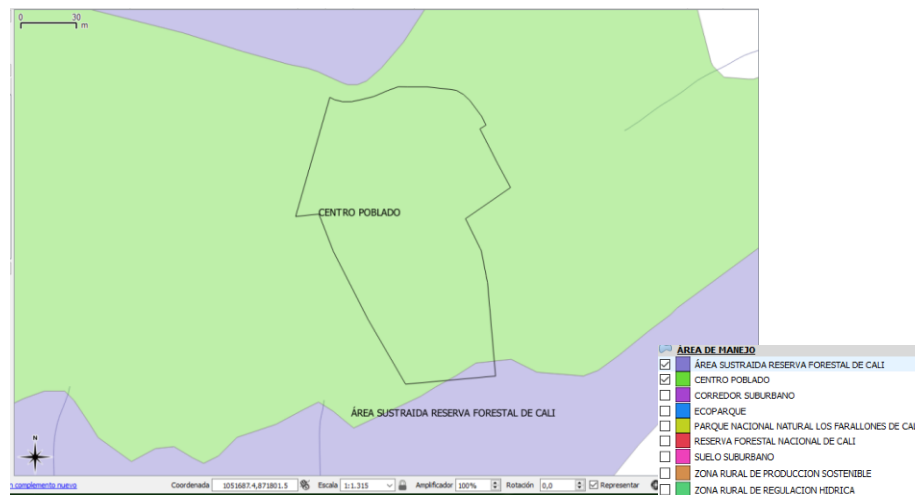 0 30
m
CENTRO POBLADO
ÁREA SUSTRAIDA RESERVA FORESTAL DE CALI
N
ÁREA DE MANEJO
ÁREA SUSTRAIDA RESERVA FORESTAL DE CALI
CENTRO POBLADO
CORREDOR SUBURBANO
ECOPARQUE
PARQUE NACIONAL NATURAL LOS FARALLONES DE CAL
RESERVA FORESTAL NACIONAL DE CALI
SUELO SUBURBANO
ZONA RURAL DE PRODUCCION SOSTENIBLE
ZONA RURAL DE REGULACION HIDRICA
n complemento nuevo Coordenada 1051687.4,871801.5 Escala 1:1.315 Amplificador 100% Rotación 0,0 Representar